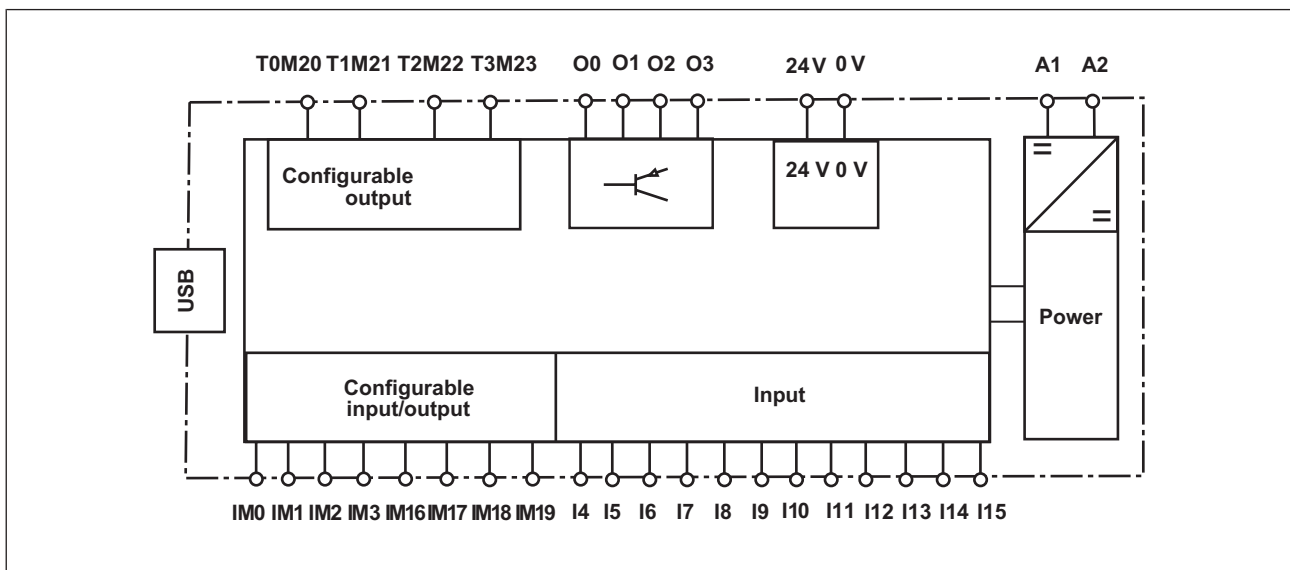 T0M20 T1M21 T2M22 T3M23 O0 O1 O2 O3 24 V 0 V A1 A2
Configurable
output
24 V 0 V
=
=
USB
Power
Configurable
input/output
Input
IM0 IM1 IM2 IM3 IM16 IM17 IM18 IM19 I4 I5 I6 I7 I8 I9 I10 I11 I12 I13 I14 I15